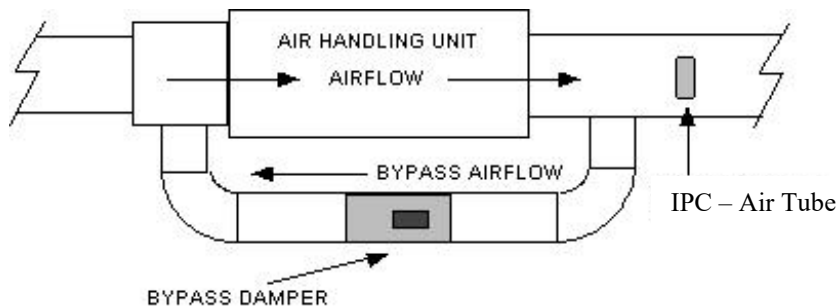 AIR HANDLING UNIT
AIRFLOW
BYPASS AIRFLOW
IPC – Air Tube
BYPASS DAMPER